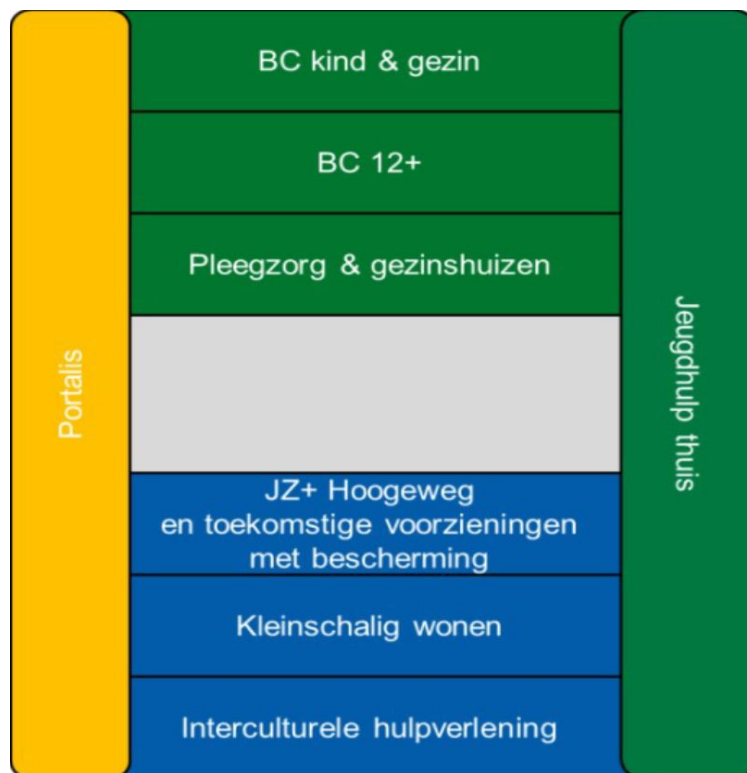 BC kind & gezin
BC 12+
Pleegzorg & gezinshuizen
Portalis
Jeugdhulp thuis
JZ+ Hoogeweg
en toekomstige voorzieningen
met bescherming
Kleinschalig wonen
Interculturele hulpverlening